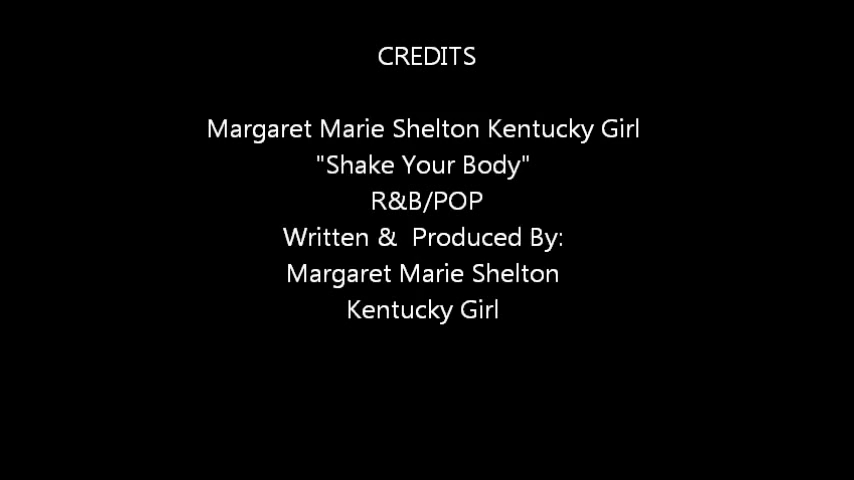 CREDITS
Margaret Marie Shelton Kentucky Girl
"Shake Your Body"
R&B/POP
Written &  Produced By:
Margaret Marie Shelton
Kentucky Girl